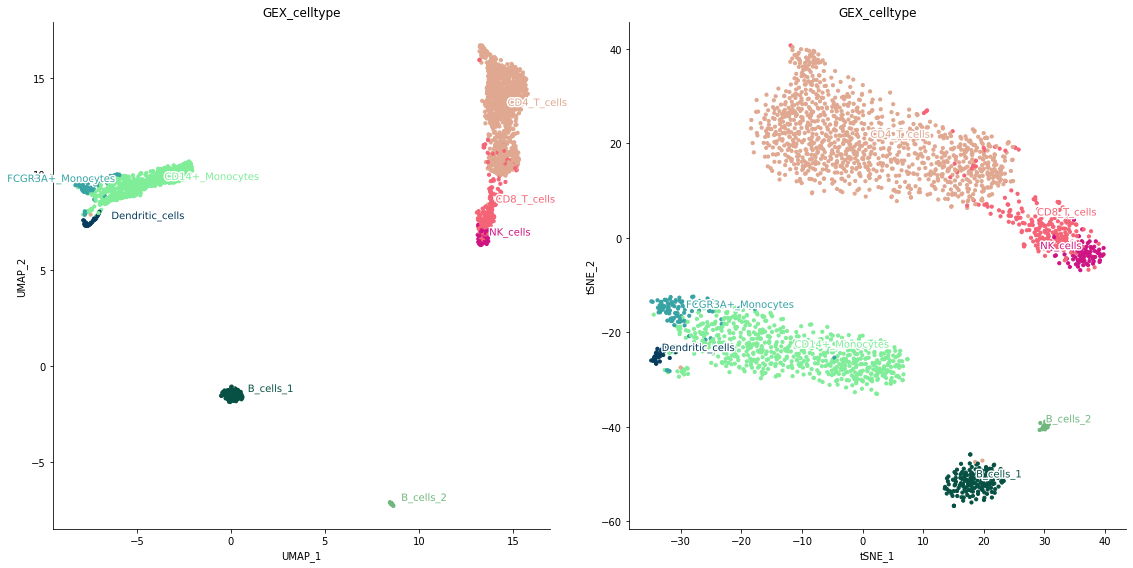 GEX_celltype
15
10
5
0
−5
UMAP_2
CD4_T_cells
FCGR3A+_Monocytes
CD14+_Monocytes
CD8_T_cells
Dendritic_cells
NK_cells
B_cells_1
B_cells_2
−5
0
5
10
15
UMAP_1
GEX_celltype
40
20
0
−20
−40
−60
tSNE_2
CD4_T_cells
CD8_T_cells
NK_cells
FCGR3A+_Monocytes
Dendritic_cells
CD14+_Monocytes
B_cells_2
B_cells_1
−30
−20
−10
0
10
20
30
40
tSNE_1